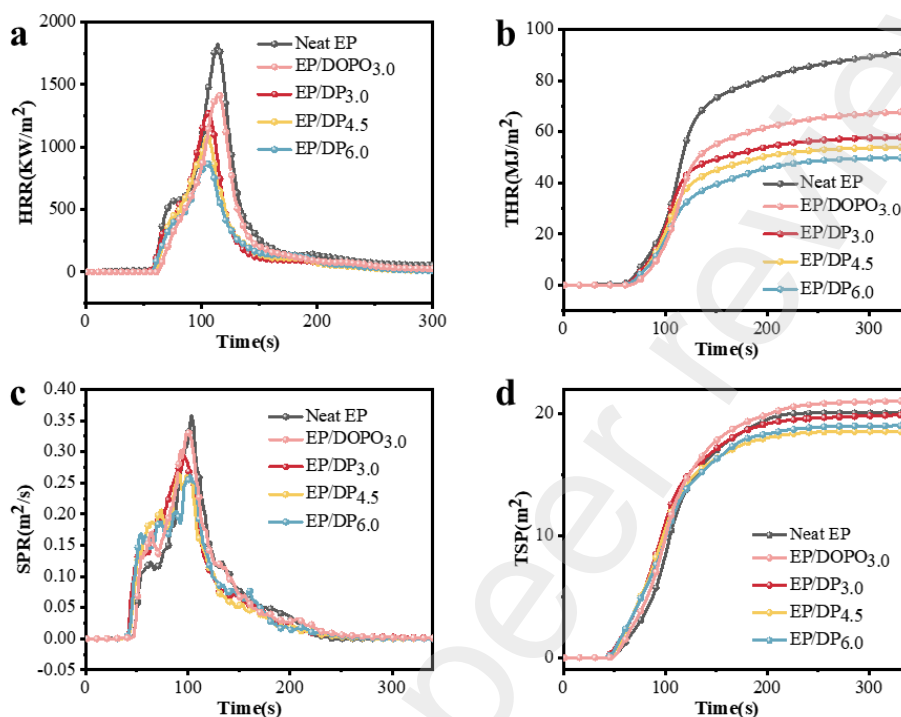 a
HRR(KW/m²)
2000
1500
1000
500
0
0 100 200 300
Time(s)
Neat EP
EP/DOPO3.0
EP/DP3.0
EP/DP4.5
EP/DP6.0
b
THR(MJ/m²)
100
80
60
40
20
0
0 100 200 300
Time(s)
Neat EP
EP/DOPO3.0
EP/DP3.0
EP/DP4.5
EP/DP6.0
c
SPR(m²/s)
0.40
0.35
0.30
0.25
0.20
0.15
0.10
0.05
0.00
-0.05
0 100 200 300
Time(s)
Neat EP
EP/DOPO3.0
EP/DP3.0
EP/DP4.5
EP/DP6.0
d
TSP(m²)
20
10
0
0 100 200 300
Time(s)
Neat EP
EP/DOPO3.0
EP/DP3.0
EP/DP4.5
EP/DP6.0
peer review